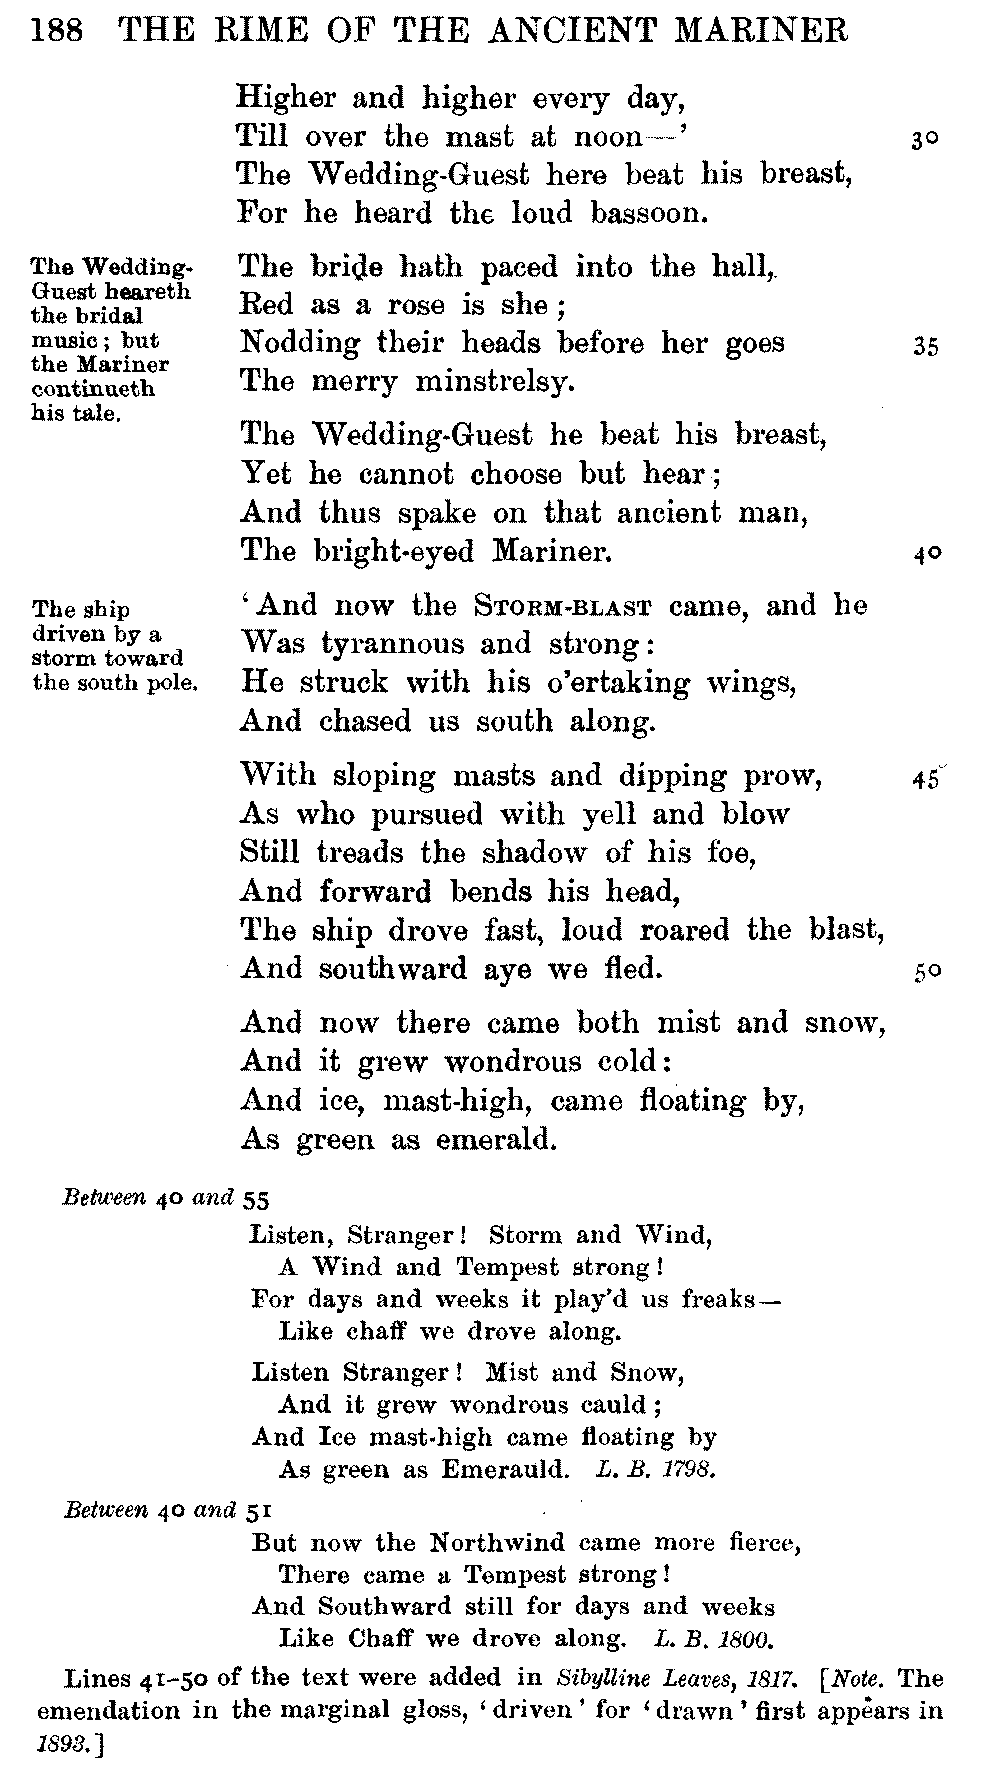 188 THE RIME OF THE ANCIENT MARINER
Higher and higher every day,
Till over the mast at noon—’ 30
The Wedding-Guest here beat his breast,
For he heard the loud bassoon.
The Wedding-
Guest heareth
the bridal
music; but
the Mariner
continueth
his tale.
The bride hath paced into the hall,
Red as a rose is she;
Nodding their heads before her goes 35
The merry minstrelsy.
The Wedding-Guest he beat his breast,
Yet he cannot choose but hear;
And thus spake on that ancient man,
The bright-eyed Mariner. 40
The ship
driven by a
storm toward
the south pole.
‘And now the STORM-BLAST came, and he
Was tyrannous and strong:
He struck with his o’ertaking wings,
And chased us south along.
With sloping masts and dipping prow, 45
As who pursued with yell and blow
Still treads the shadow of his foe,
And forward bends his head,
The ship drove fast, loud roared the blast,
And southward aye we fled. 50
And now there came both mist and snow,
And it grew wondrous cold:
And ice, mast-high, came floating by,
As green as emerald.
Between 40 and 55
Listen, Stranger! Storm and Wind,
A Wind and Tempest strong!
For days and weeks it play’d us freaks—
Like chaff we drove along.
Listen Stranger! Mist and Snow,
And it grew wondrous cauld;
And Ice mast-high came floating by
As green as Emerauld. L. B. 1798.
Between 40 and 51
But now the Northwind came more fierce,
There came a Tempest strong!
And Southward still for days and weeks
Like Chaff we drove along. L. B. 1800.
Lines 41–50 of the text were added in Sibylline Leaves, 1817. [Note. The
emendation in the marginal gloss, ‘driven’ for ‘drawn’ first appears in
1893.]